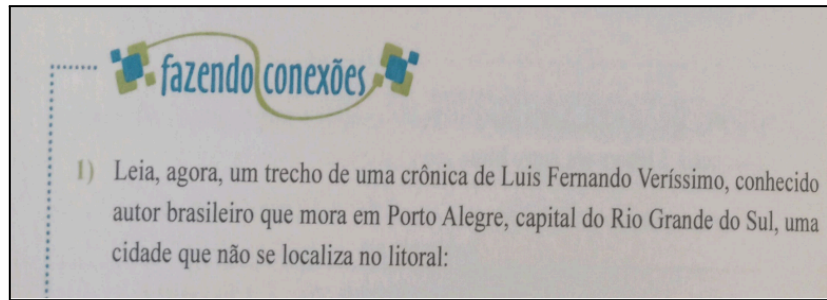 fazendo conexões
1) Leia, agora, um trecho de uma crônica de Luis Fernando Veríssimo, conhecido
autor brasileiro que mora em Porto Alegre, capital do Rio Grande do Sul, uma
cidade que não se localiza no litoral: